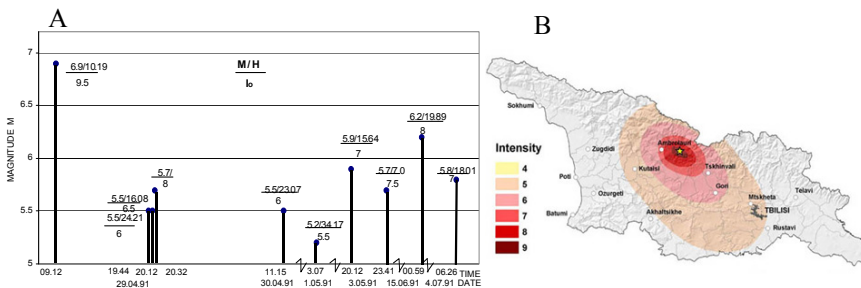 A
B
7
6.5
6
5.5
5
MAGNITUDE M
M/H
I₀
6.9/10.19
9.5
5.5/16.08
6.5
5.5/24.21
6
5.7/
8
5.5/23.07
6
5.2/34.17
5.5
5.9/15.64
7
5.7/7.0
7.5
6.2/19.89
8
5.8/18.01
7
09.12 19.44 20.12 20.32 11.15 3.07 20.12 23.41 00.59 06.26 TIME
29.04.91 30.04.91 1.05.91 3.05.91 15.06.91 4.07.91 DATE
Sokhumi
Zugdidi
Ambrolauri
Poti
Kutaisi
Tskhinvali
Ozurgeti
Gori
Batumi
Akhaltsikhe
Mtskheta
Telavi
TBILISI
Rustavi
Intensity
4
5
6
7
8
9